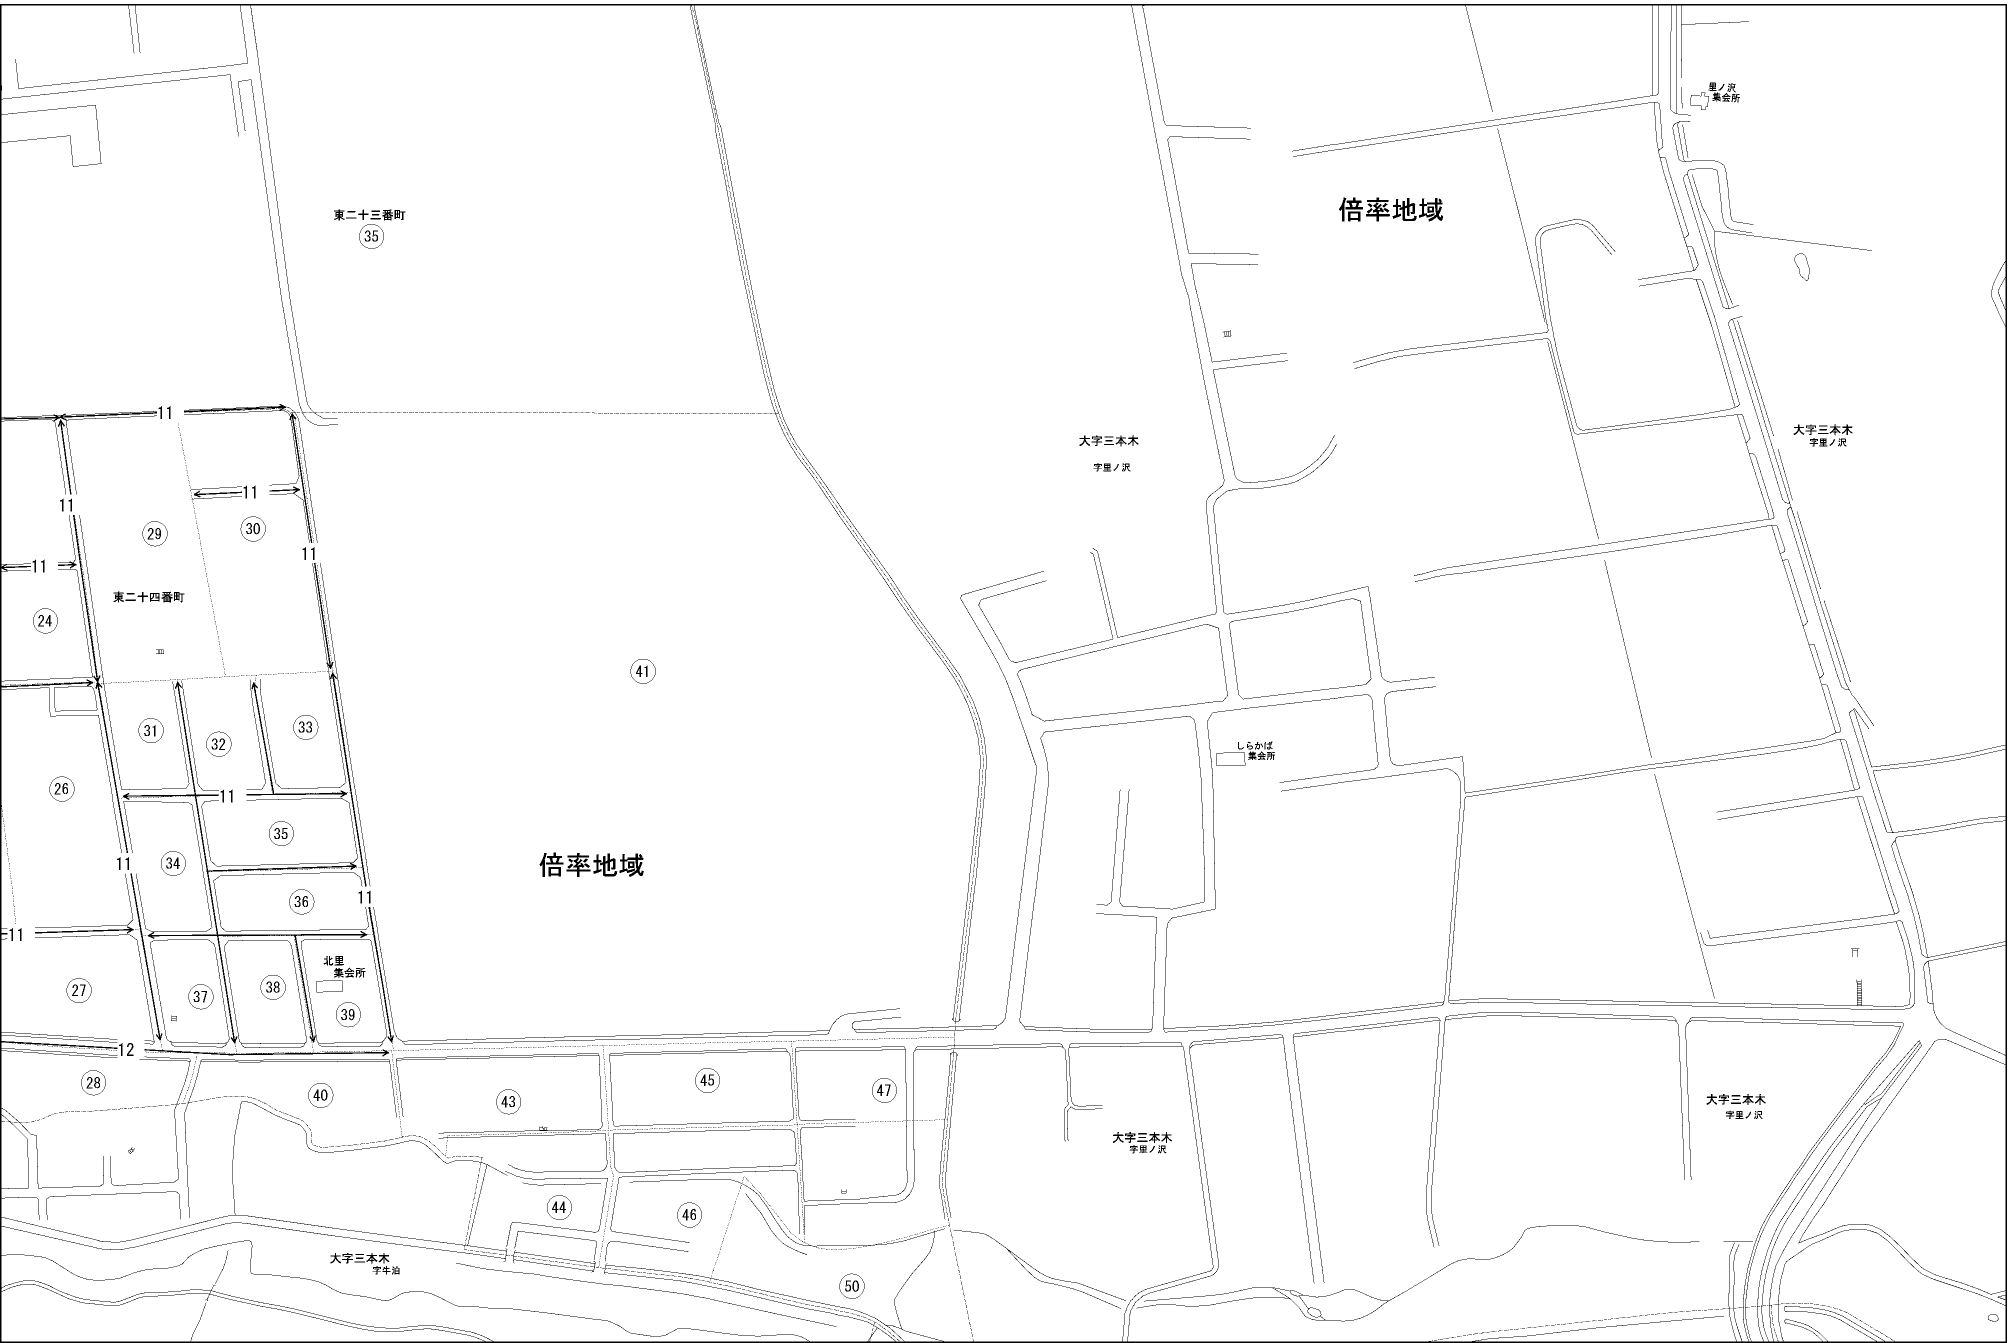 里ノ沢
集会所
倍率地域
東二十三番町
35
11
大字三本木
字里ノ沢
大字三本木
字里ノ沢
11
11
29
30
11
11
東二十四番町
24
41
31
32
33
しらかば
集会所
26
11
35
倍率地域
34
11
11
36
11
北里
集会所
27
37
38
39
12
28
40
43
45
47
大字三本木
字里ノ沢
大字三本木
字里ノ沢
44
46
大字三本木
字牛泊
50